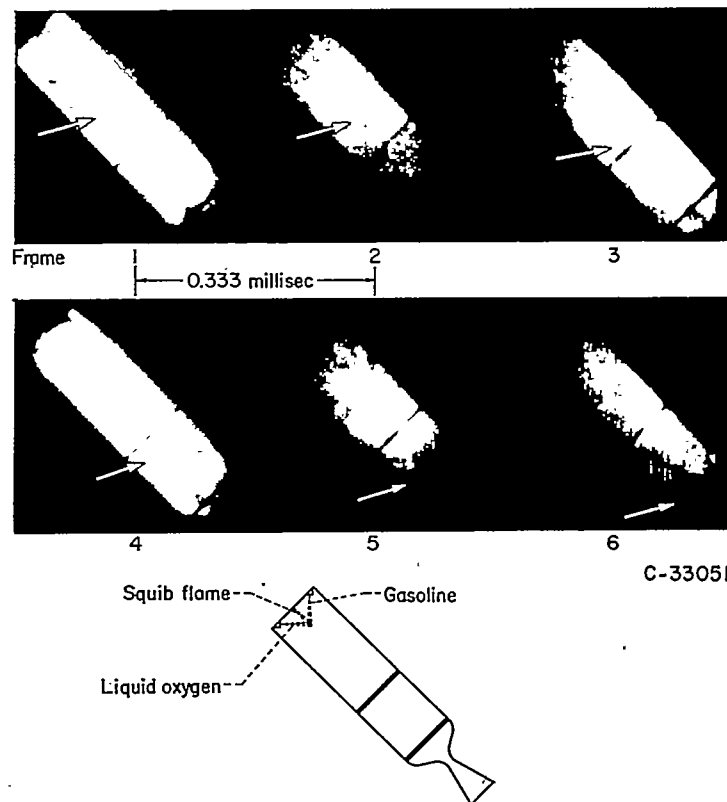 Frame 1 2 3
0.333 millisec
4 5 6
C-33051
Squib flame
Gasoline
Liquid oxygen